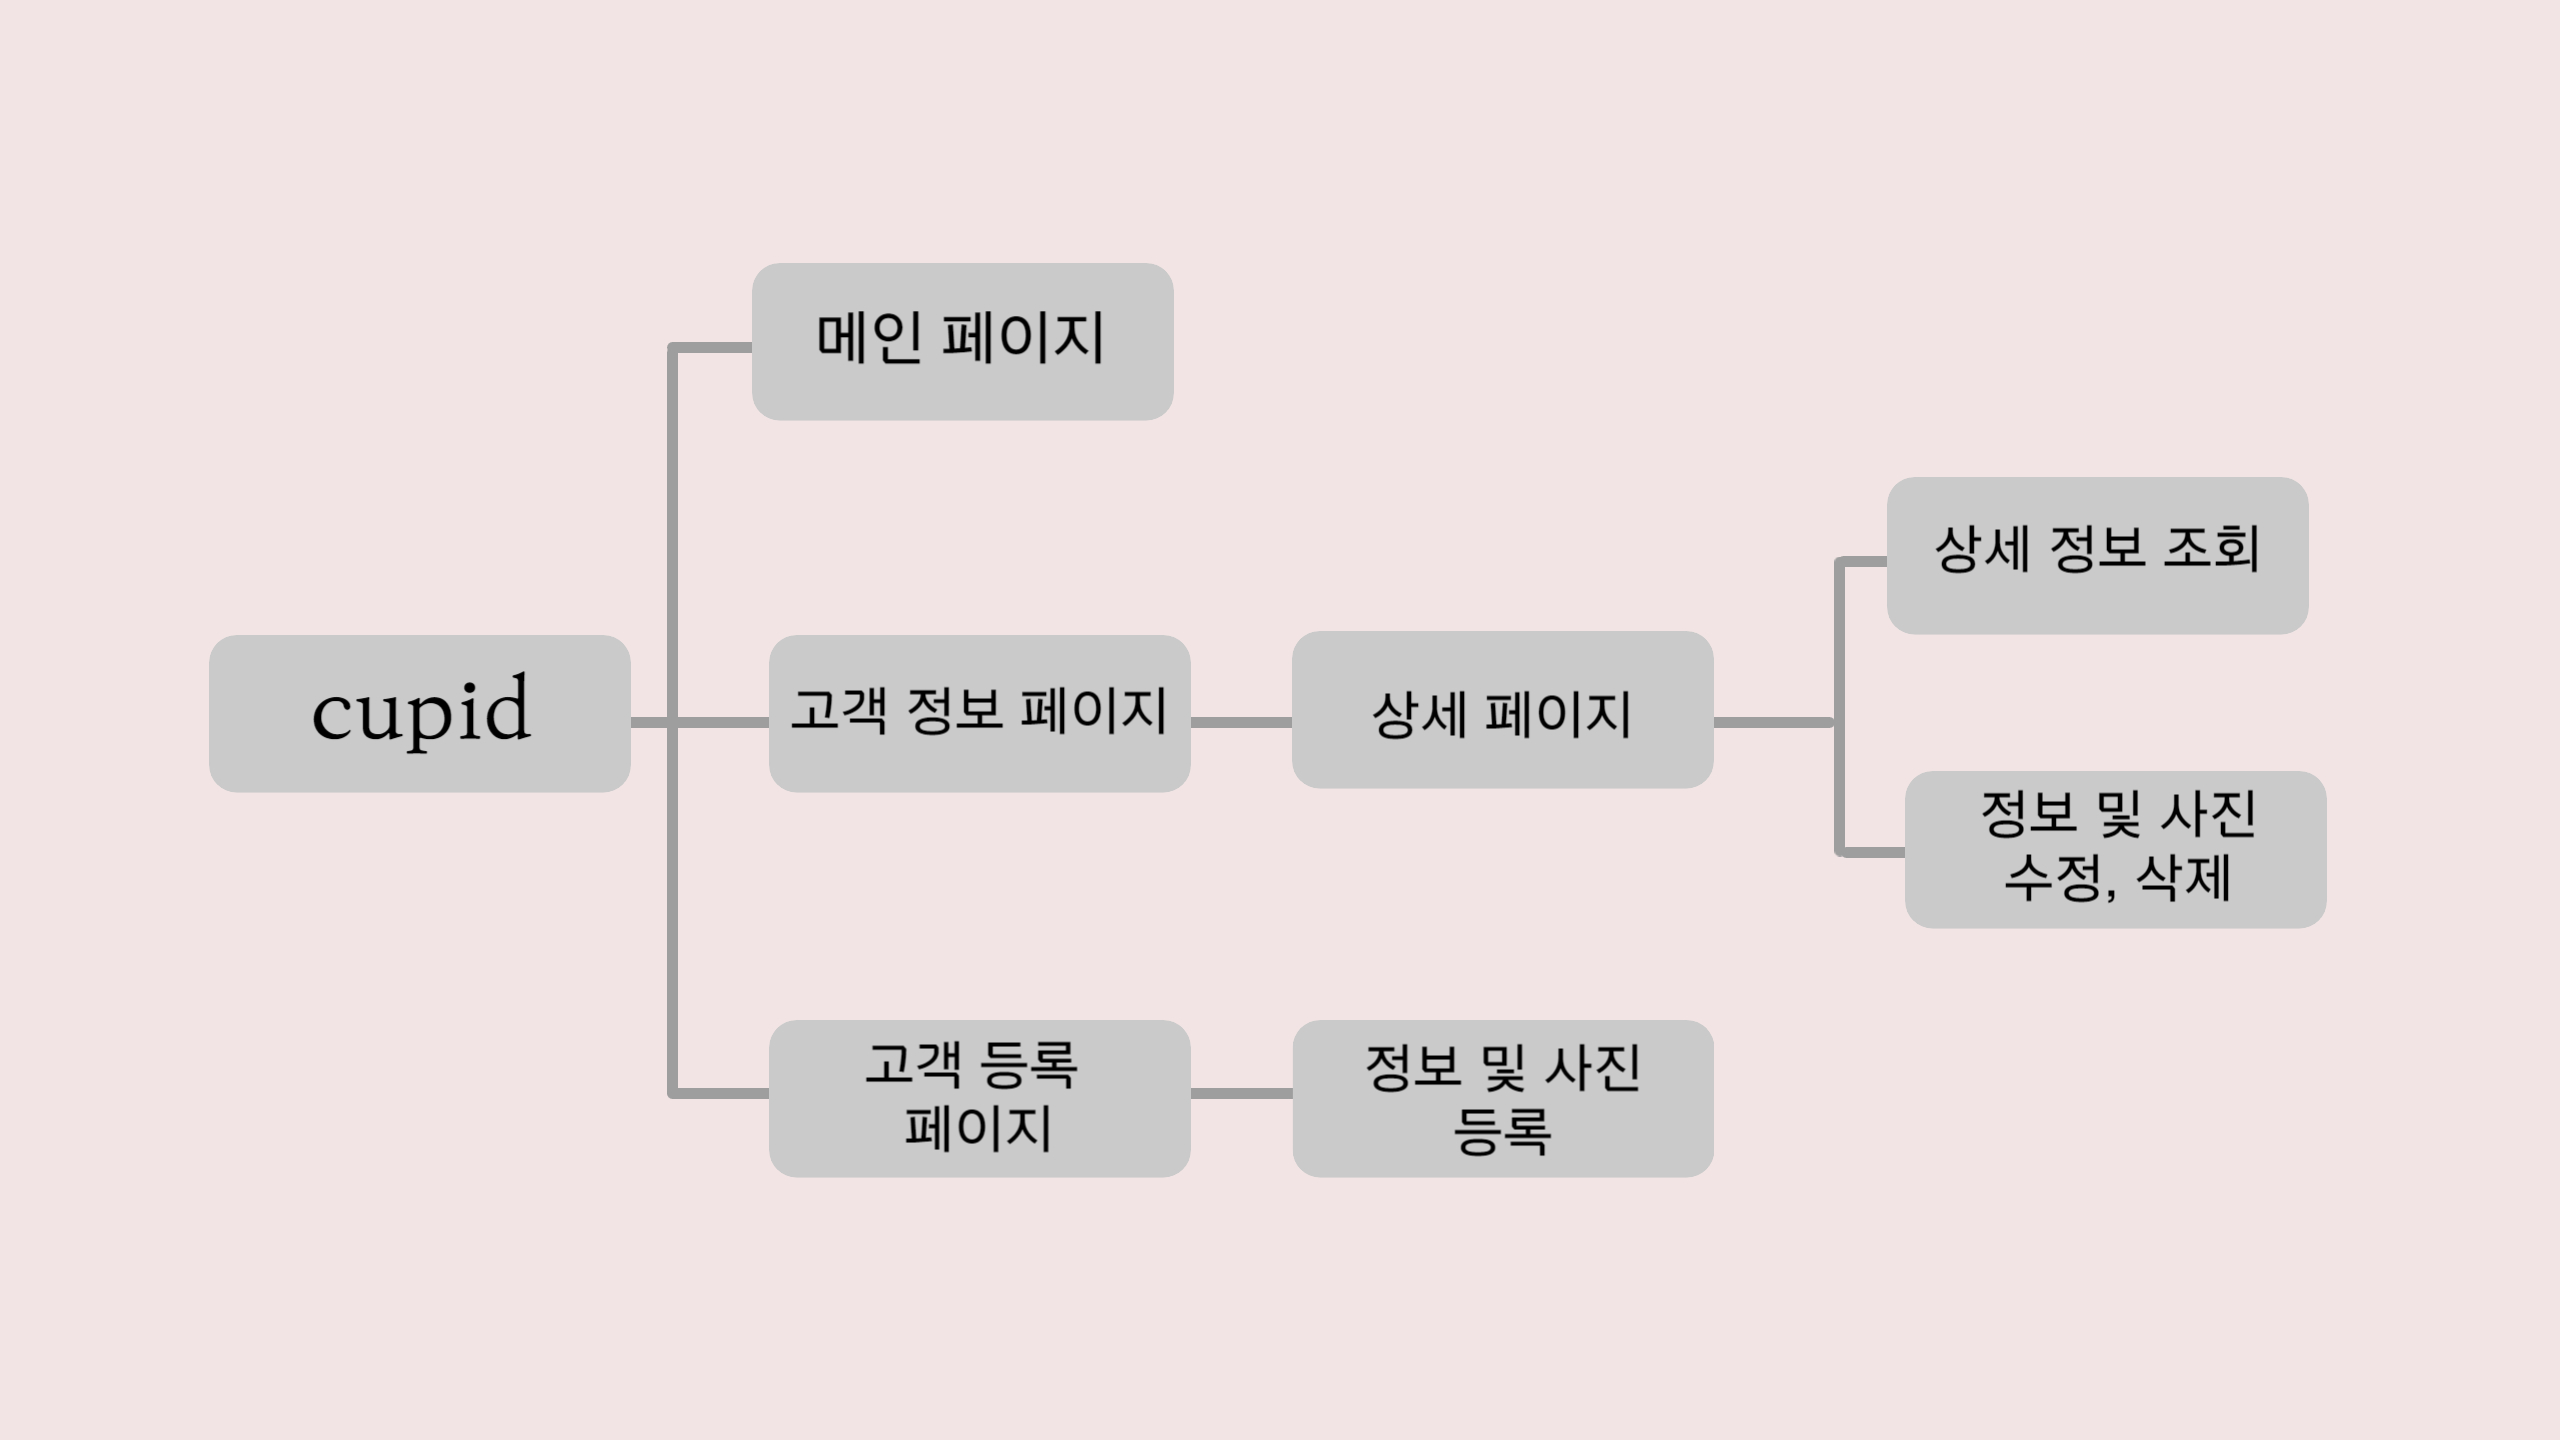 cupid
메인 페이지
고객 정보 페이지
상세 페이지
상세 정보 조회
정보 및 사진
수정, 삭제
고객 등록
페이지
정보 및 사진
등록